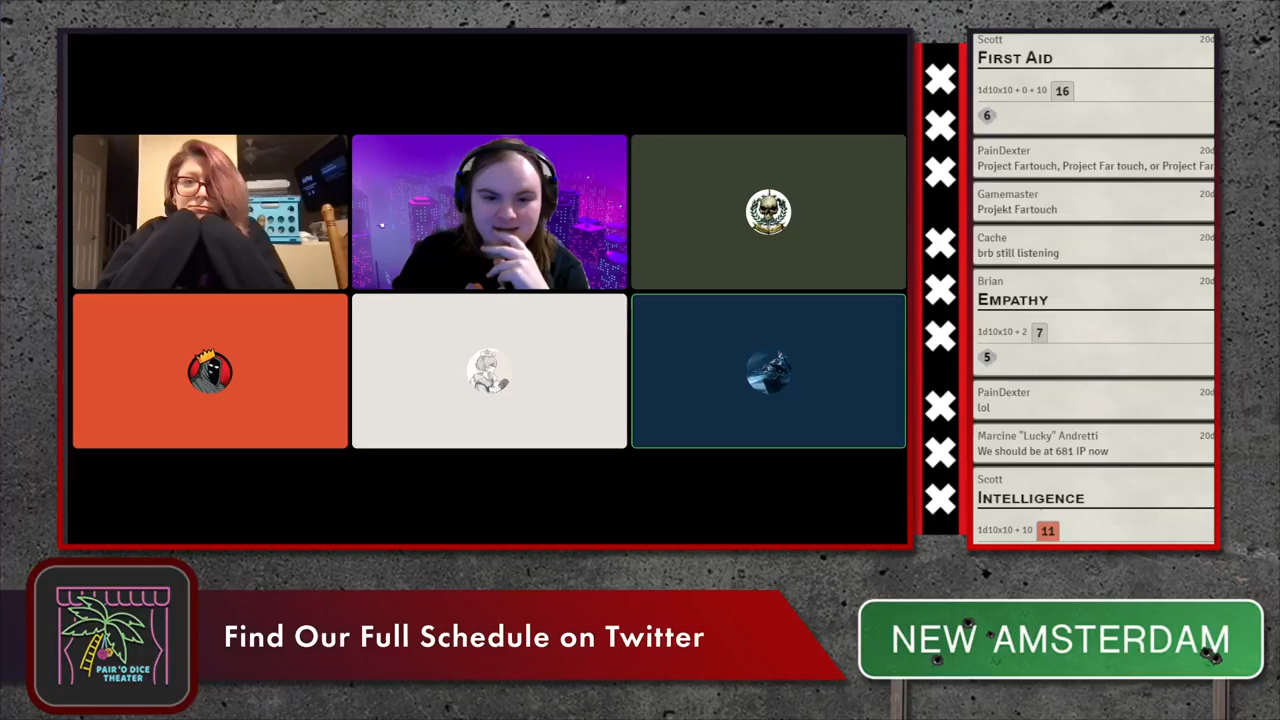 Scott 20d
FIRST AID
1d10x10 + 0 + 10 16
6
PainDexter 20d
Project Fartouch, Project Far touch, or Project Far
Gamemaster 20d
Projekt Fartouch
Cache 20d
brb still listening
Brian 20d
EMPATHY
1d10x10 + 2 7
5
PainDexter 20d
lol
Marcine "Lucky" Andretti 20d
We should be at 681 IP now
Scott
INTELLIGENCE
1d10x10 + 10 11
PAIR'O DICE
THEATER
Find Our Full Schedule on Twitter
NEW AMSTERDAM